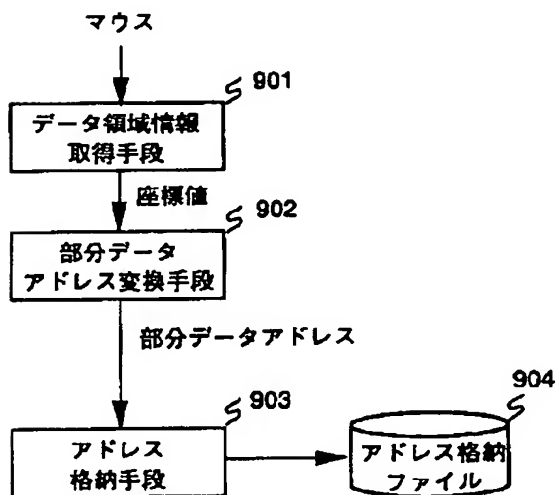 マウス
901
データ領域情報
取得手段
座標値
902
部分データ
アドレス変換手段
部分データアドレス
903
アドレス
格納手段
904
アドレス格納
ファイル